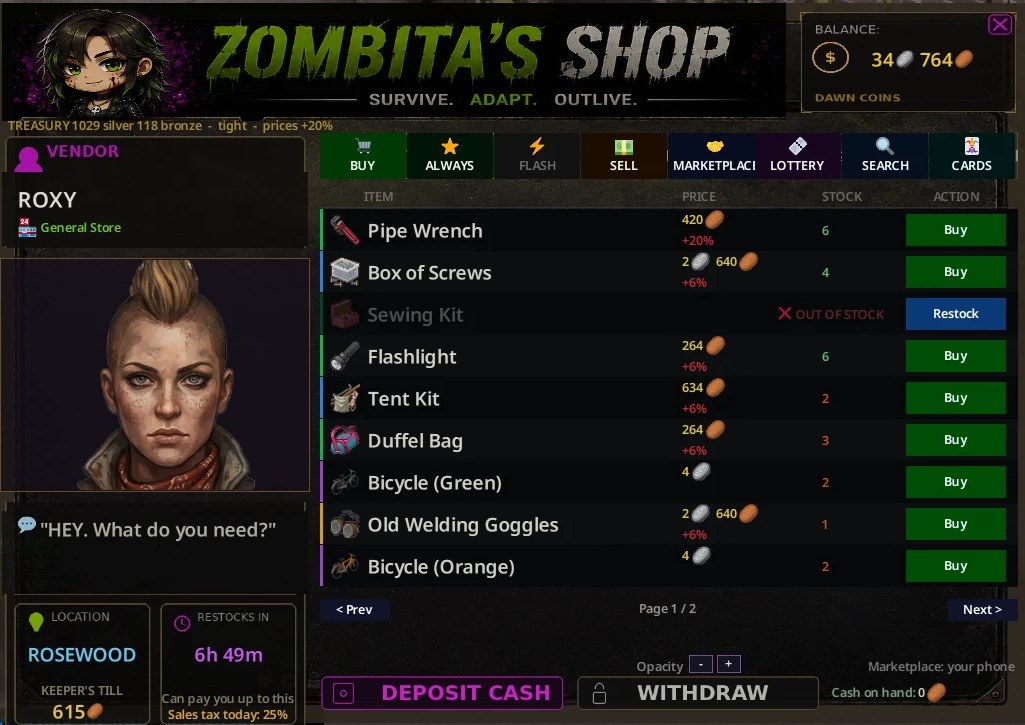 ZOMBITA'S SHOP
SURVIVE. ADAPT. OUTLIVE.
BALANCE:
$ 34 764
DAWN COINS
TREASURY 1029 silver 118 bronze - tight - prices +20%
VENDOR
ROXY
24
General Store
BUY
ALWAYS
FLASH
SELL
MARKETPLACE
LOTTERY
SEARCH
CARDS
ITEM PRICE STOCK ACTION
Pipe Wrench 420 +20% 6 Buy
Box of Screws 2 640 +6% 4 Buy
Sewing Kit OUT OF STOCK Restock
Flashlight 264 +6% 6 Buy
Tent Kit 634 +6% 2 Buy
Duffel Bag 264 +6% 3 Buy
Bicycle (Green) 4 2 Buy
Old Welding Goggles 2 640 +6% 1 Buy
Bicycle (Orange) 4 2 Buy
"HEY. What do you need?"
< Prev Page 1 / 2 Next >
LOCATION
ROSEWOOD
KEEPER'S TILL
615
RESTOCKS IN
6h 49m
Can pay you up to this
Sales tax today: 25%
Opacity - +
Marketplace: your phone
DEPOSIT CASH
WITHDRAW
Cash on hand: 0